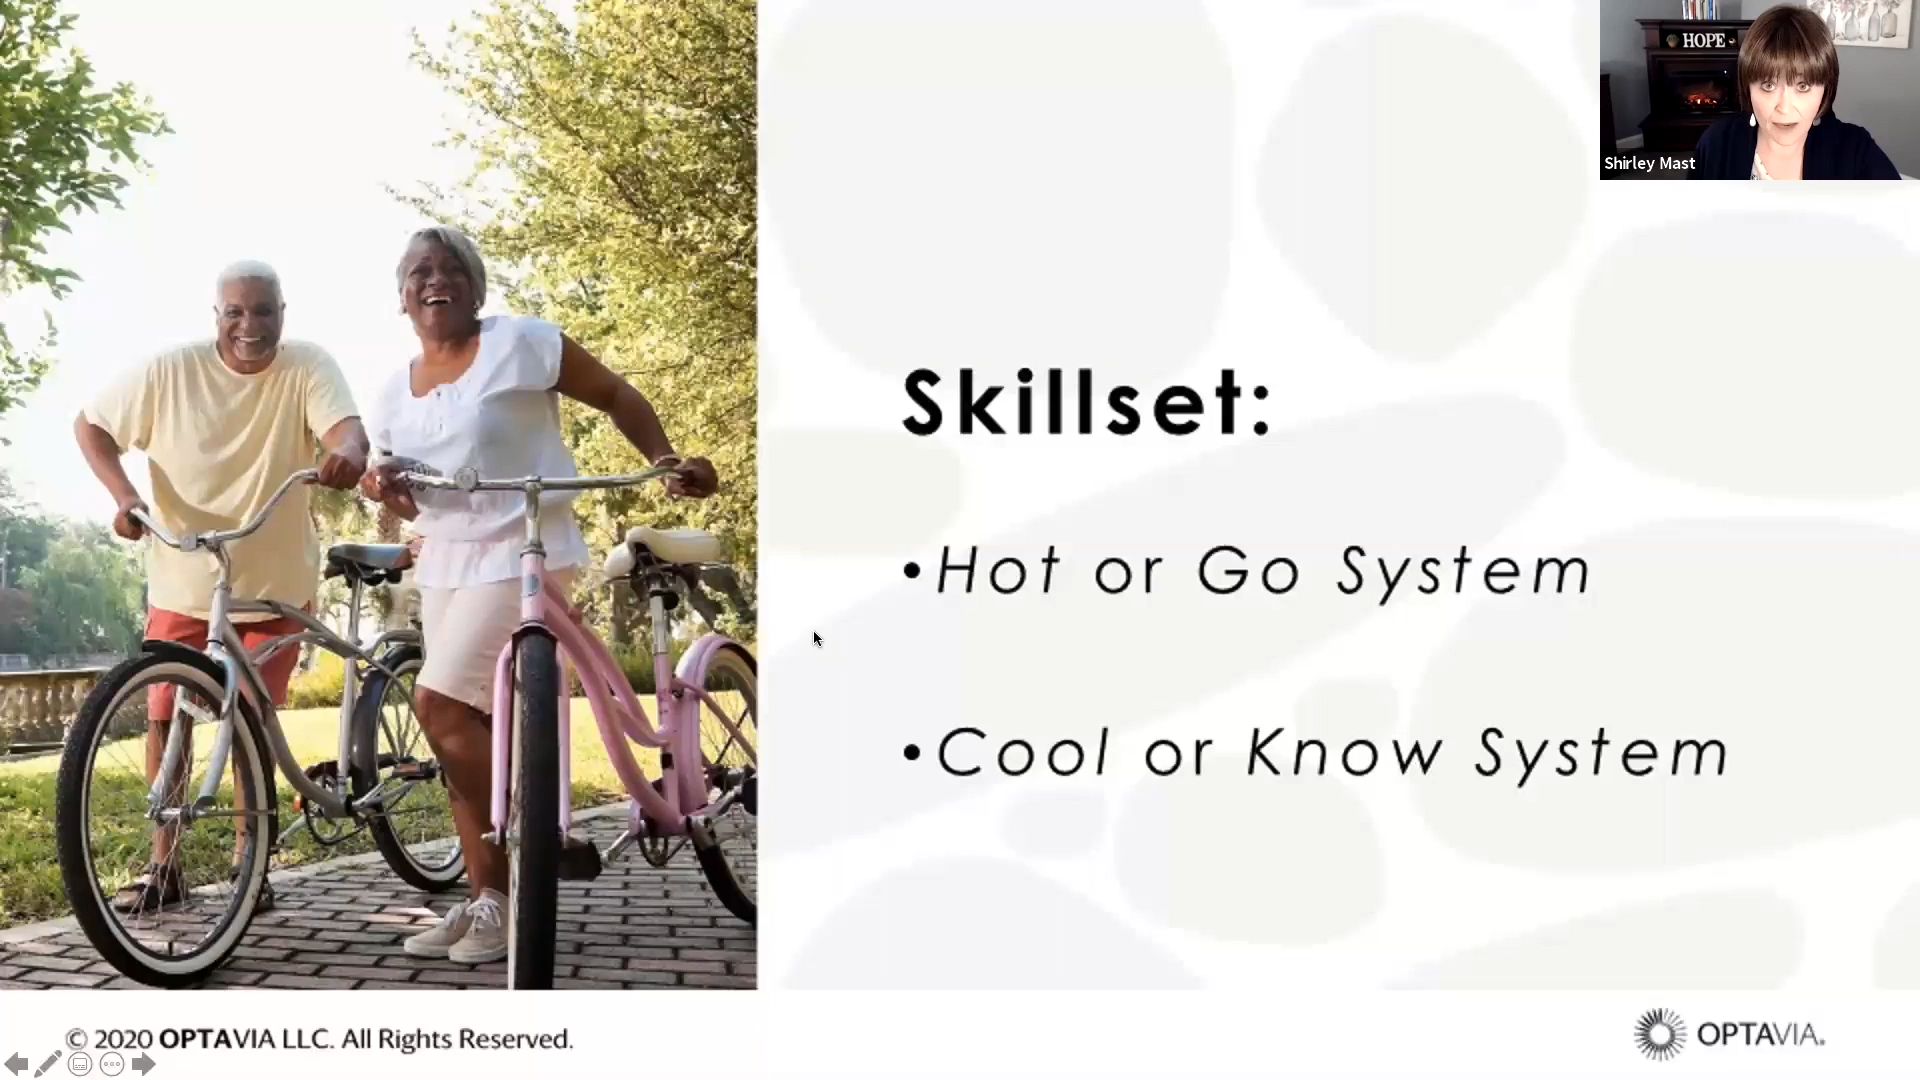 HOPE
Shirley Mast
Skillset:
•Hot or Go System
•Cool or Know System
© 2020 OPTAVIA LLC. All Rights Reserved.
OPTAVIA.